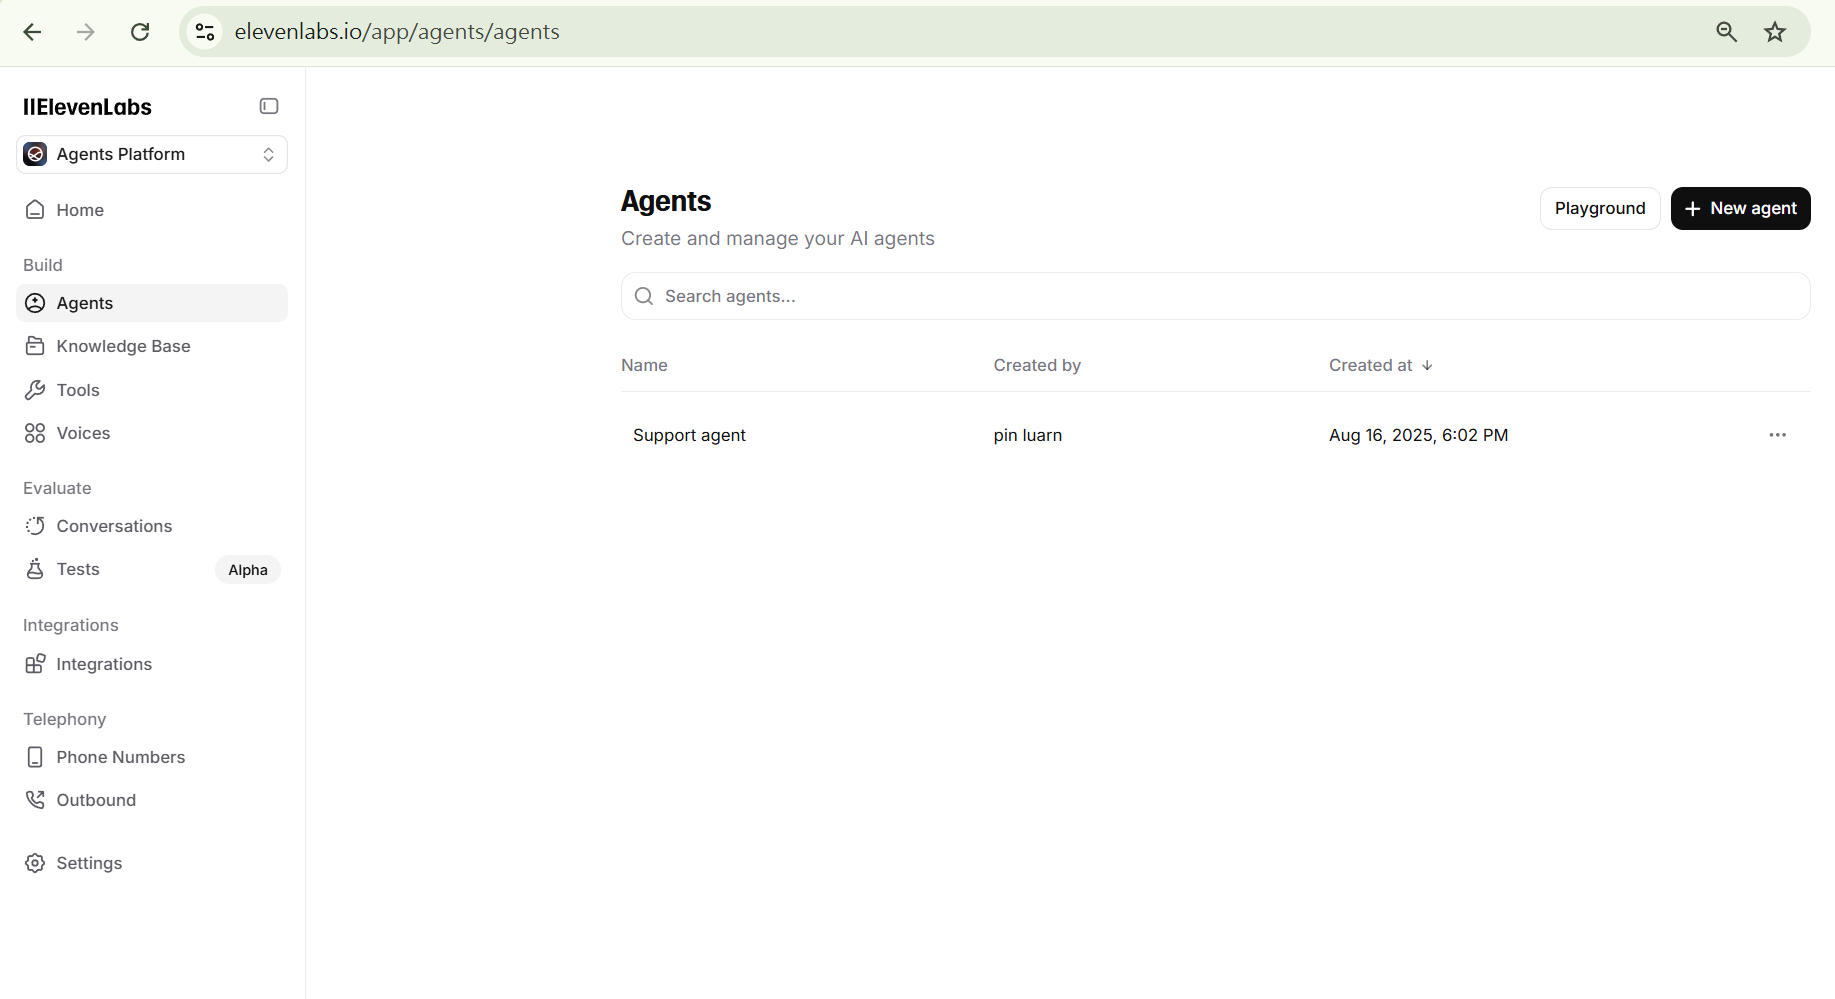 elevenlabs.io/app/agents/agents
IIElevenLabs
Agents Platform
Home
Build
Agents
Knowledge Base
Tools
Voices
Evaluate
Conversations
Tests Alpha
Integrations
Integrations
Telephony
Phone Numbers
Outbound
Settings
Agents
Create and manage your AI agents
Playground
+ New agent
Search agents...
Name Created by Created at ↓
Support agent pin luarn Aug 16, 2025, 6:02 PM